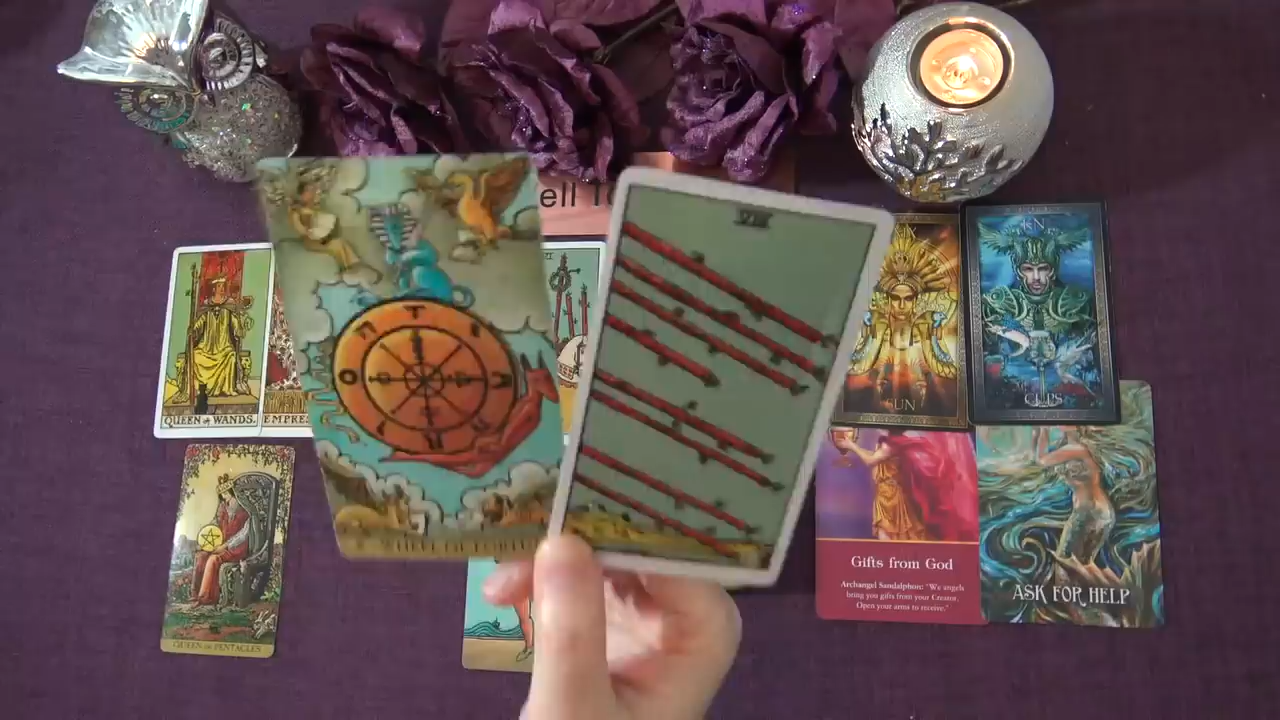 ell
VIII
QUEEN of WANDS
EMPRE
SUN
CUPS
Gifts from God
Archangel Sandalphon: "We angels
bring you gifts from your Creator.
Open your arms to receive."
ASK FOR HELP
QUEEN OF PENTACLES